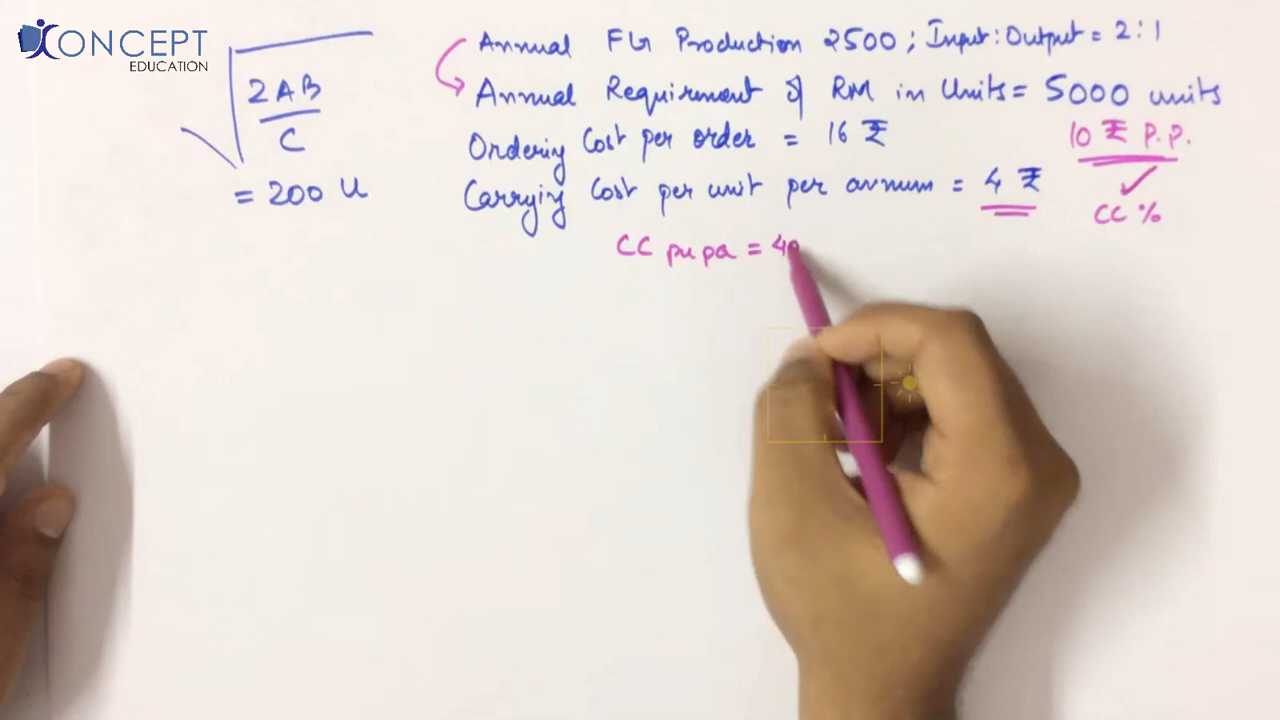 CONCEPT
EDUCATION
√2AB/C
= 200 U
Annual FG Production 2500 ; Input : Output = 2 : 1
Annual Requirement of RM in Units = 5000 units
Ordering Cost per order = 16 ₹
10 ₹ P.P.
Carrying Cost per unit per annum = 4 ₹
CC %
CC pu pa = 40